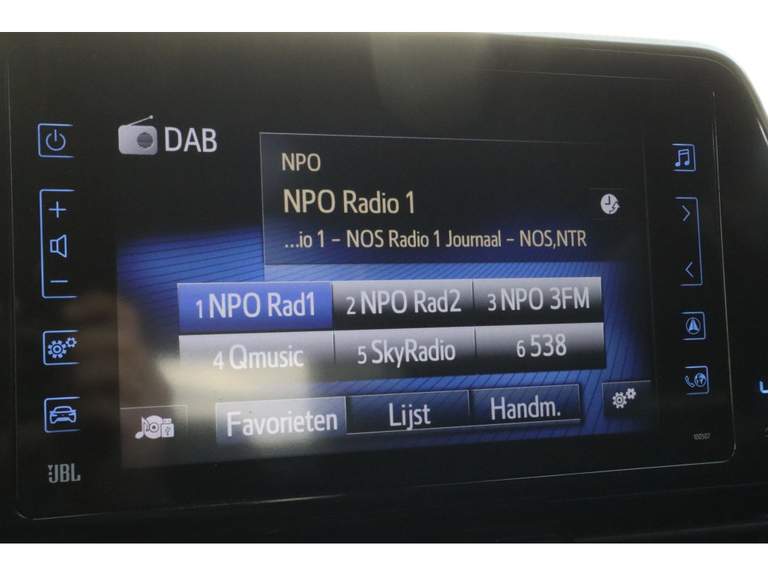 DAB
NPO
NPO Radio 1
...io 1 – NOS Radio 1 Journaal – NOS,NTR
1 NPO Rad1 2 NPO Rad2 3 NPO 3FM
4 Qmusic 5 SkyRadio 6 538
Favorieten Lijst Handm.
JBL